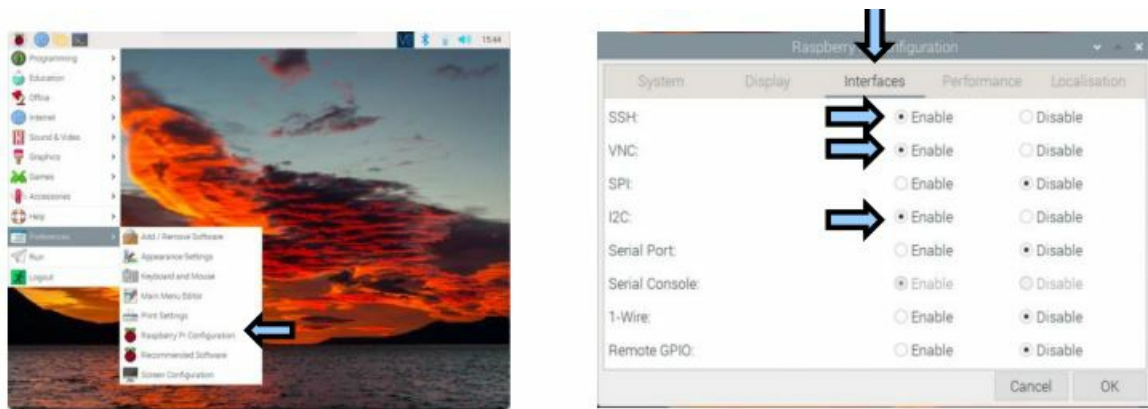 15:44
Programming
Education
Office
Internet
Sound & Video
Graphics
Games
Accessories
Help
Preferences
Run
Logout
Add / Remove Software
Appearance Settings
Keyboard and Mouse
Main Menu Editor
Print Settings
Raspberry Pi Configuration
Recommended Software
Screen Configuration
Raspberry Configuration
System Display Interfaces Performance Localisation
SSH: Enable Disable
VNC: Enable Disable
SPI: Enable Disable
I2C: Enable Disable
Serial Port: Enable Disable
Serial Console: Enable Disable
1-Wire: Enable Disable
Remote GPIO: Enable Disable
Cancel OK